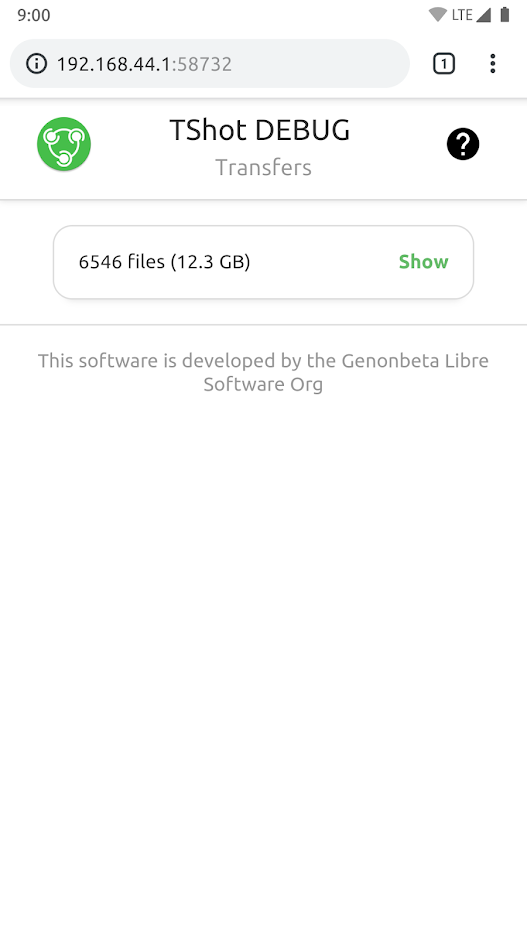 9:00
LTE
192.168.44.1:58732
1
TShot DEBUG
Transfers
?
6546 files (12.3 GB)
Show
This software is developed by the Genonbeta Libre
Software Org